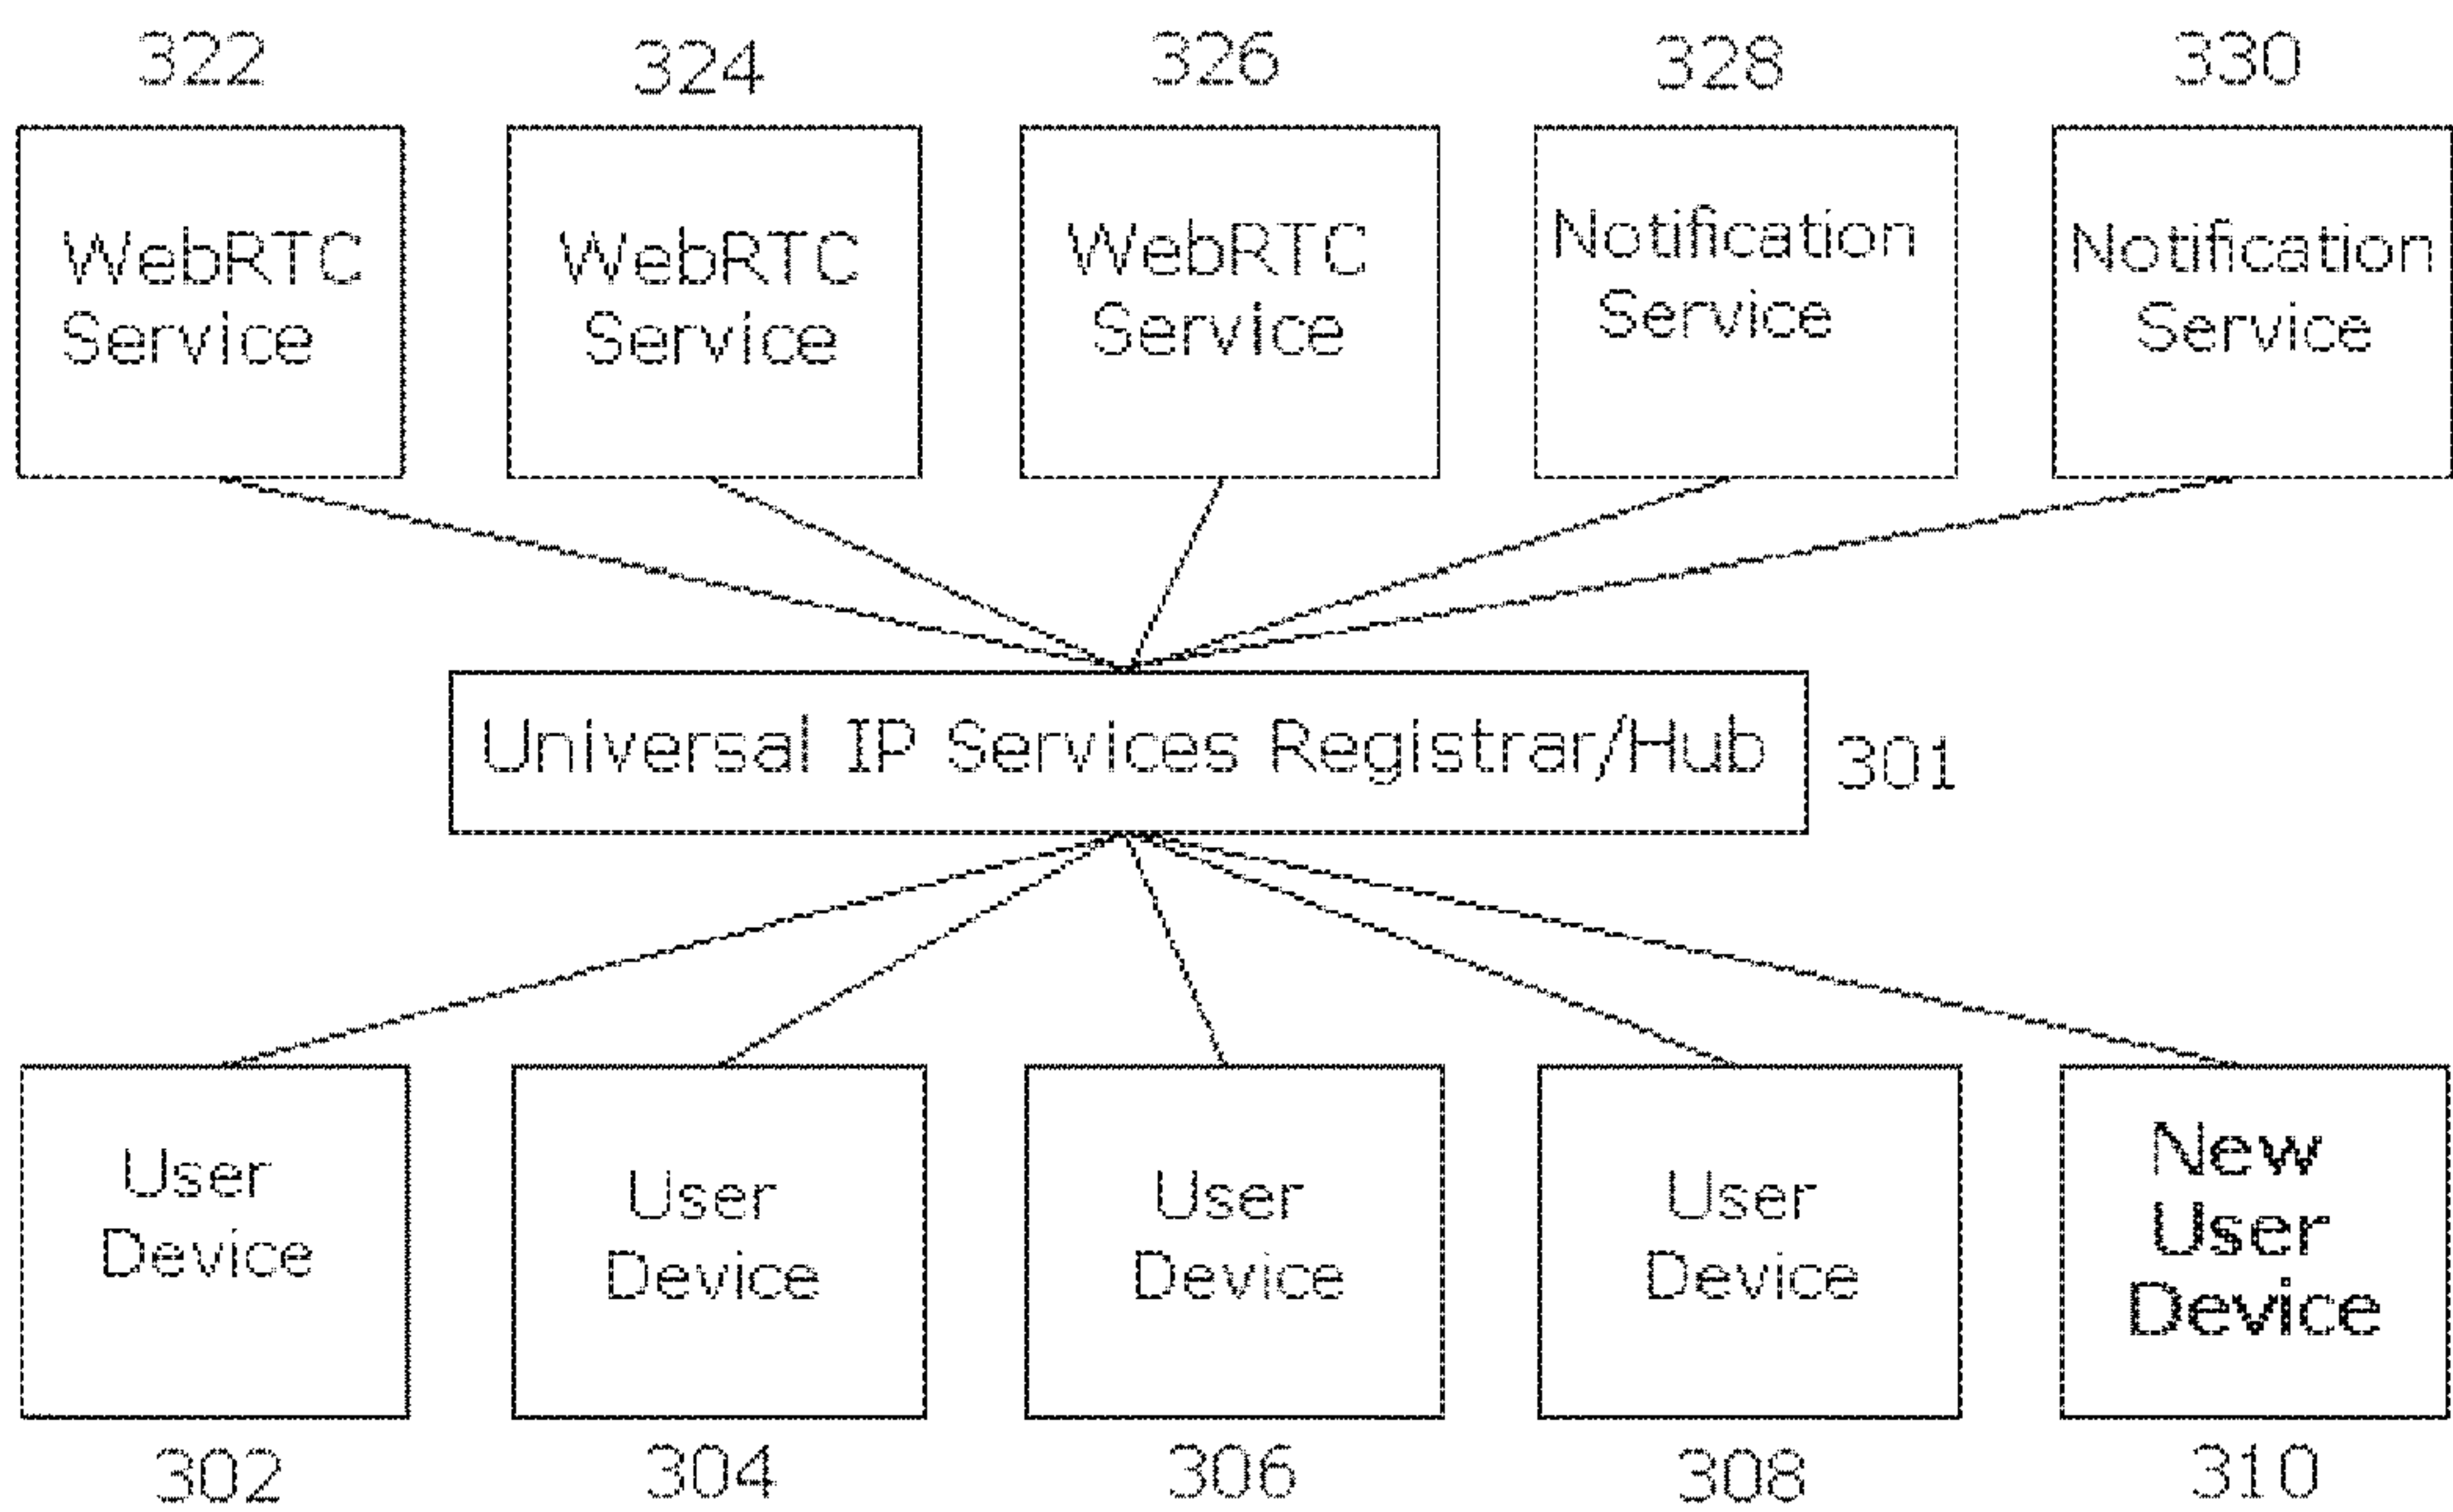 322
324
326
328
330
WebRTC
Service
WebRTC
Service
WebRTC
Service
Notification
Service
Notification
Service
Universal IP Services Registrar/Hub
301
User
Device
User
Device
User
Device
User
Device
New
User
Device
302
304
306
308
310